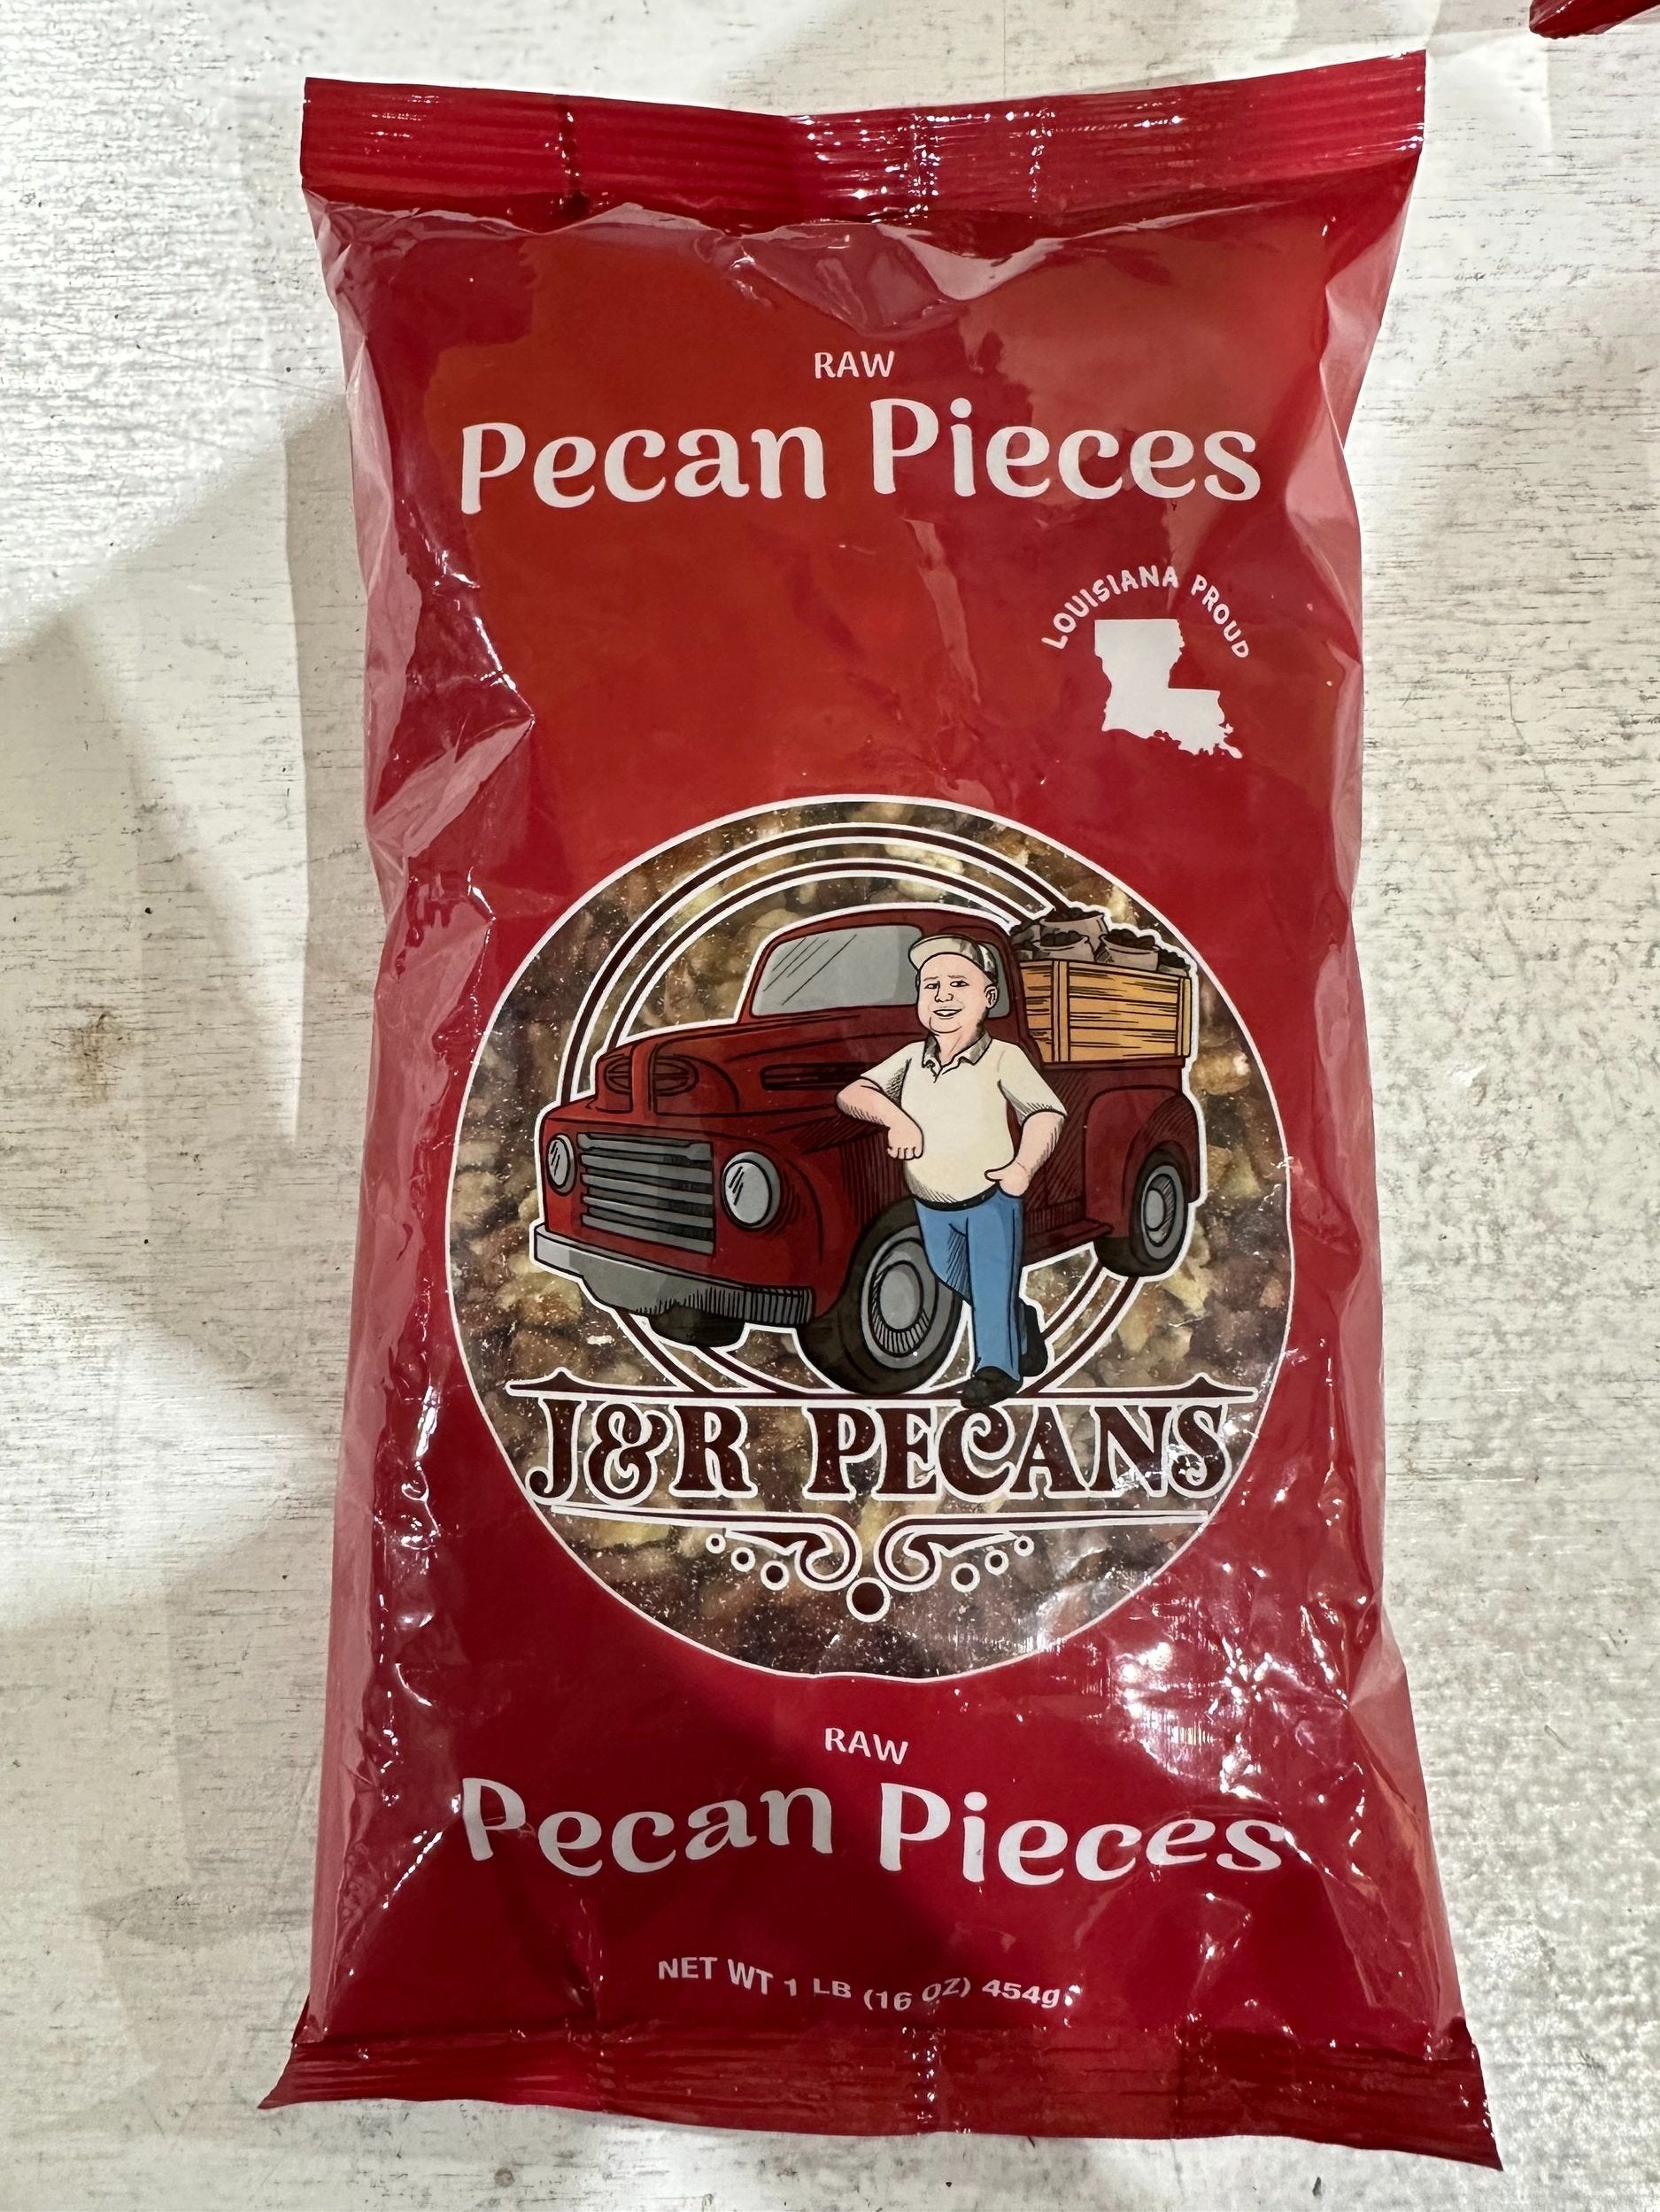 RAW
Pecan Pieces
LOUISIANA PROUD
J&R PECANS
RAW
Pecan Pieces
NET WT 1 LB (16 OZ) 454g